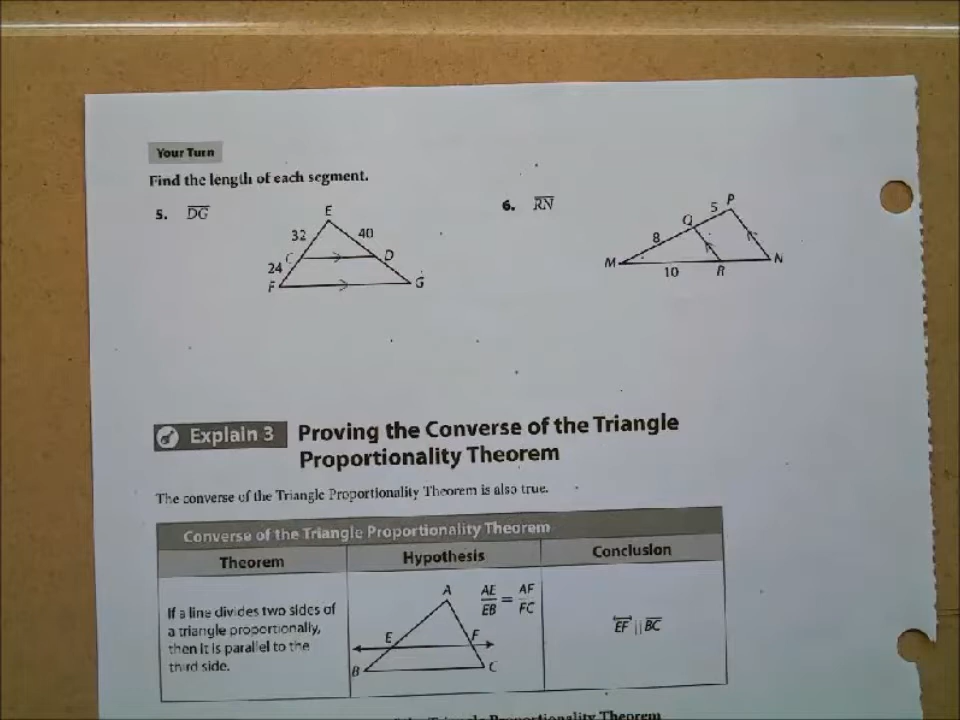 Your Turn
Find the length of each segment.
5. DG
6. RN
E
32 40
C D
24
F G
5 P
Q
8
M N
10 R
Explain 3 Proving the Converse of the Triangle
Proportionality Theorem
The converse of the Triangle Proportionality Theorem is also true.
Converse of the Triangle Proportionality Theorem
Theorem Hypothesis Conclusion
If a line divides two sides of
a triangle proportionally,
then it is parallel to the
third side.
A
AE/EB = AF/FC
E F
B C
EF || BC
Proportionality Theorem